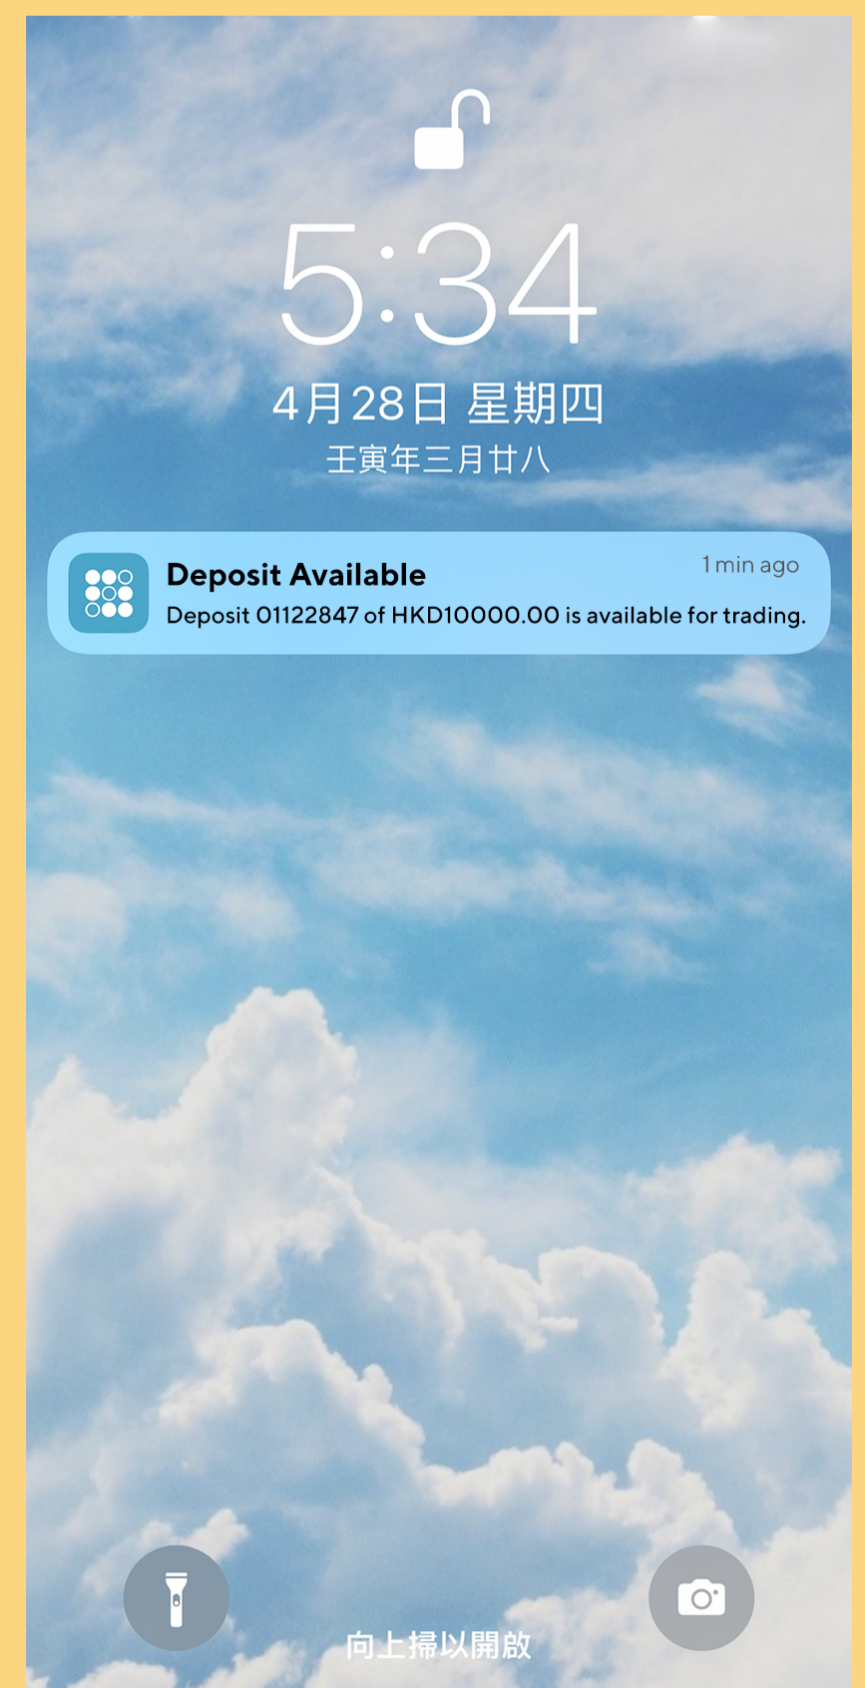 5:34
4月28日 星期四
壬寅年三月廿八
Deposit Available
1 min ago
Deposit 01122847 of HKD10000.00 is available for trading.
向上掃以開啟